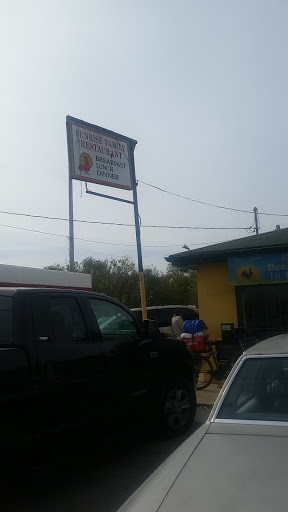 SUNRISE FAMILY
RESTAURANT
BREAKFAST
LUNCH
DINNER